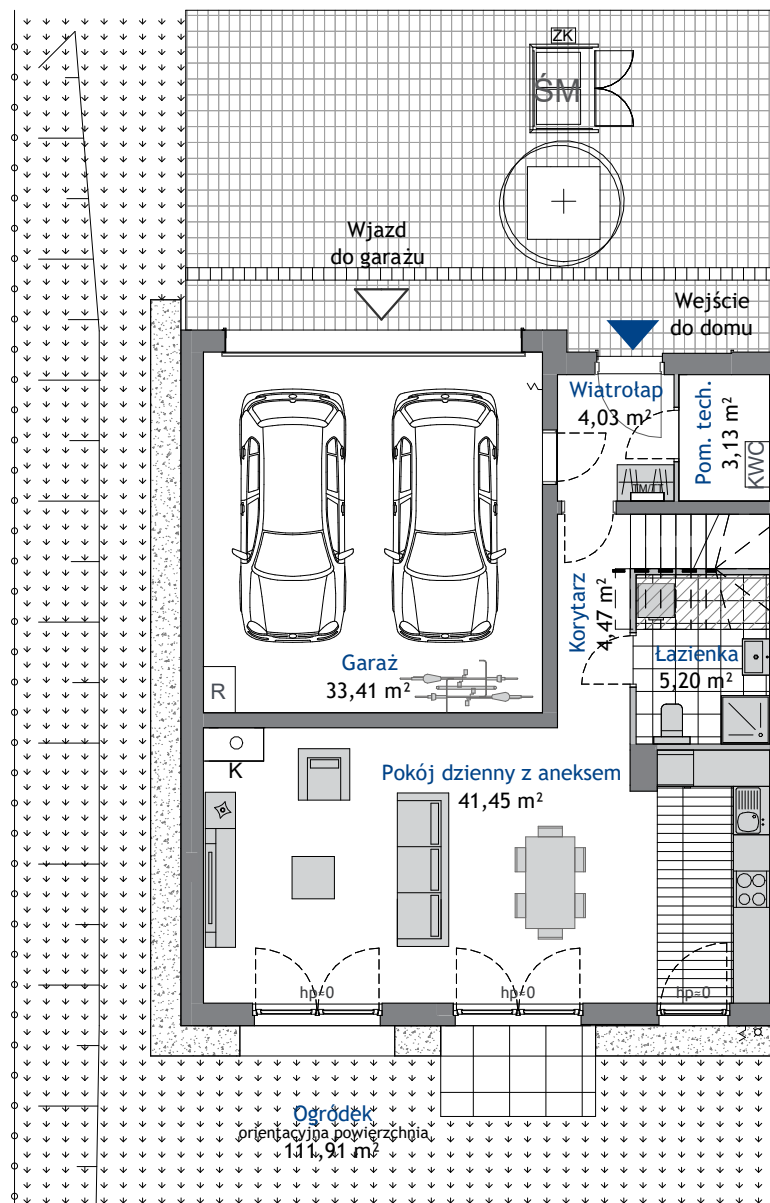 ZK
ŚM
Wjazd
do garażu
Wejście
do domu
Wiatrołap
4,03 m²
Pom. tech.
3,13 m²
KWC
Korytarz
4,47 m²
Łazienka
5,20 m²
Garaż
33,41 m²
R
K
Pokój dzienny z aneksem
41,45 m²
hp=0
hp=0
hp=0
Ogródek
orientacyjna powierzchnia
111,91 m²